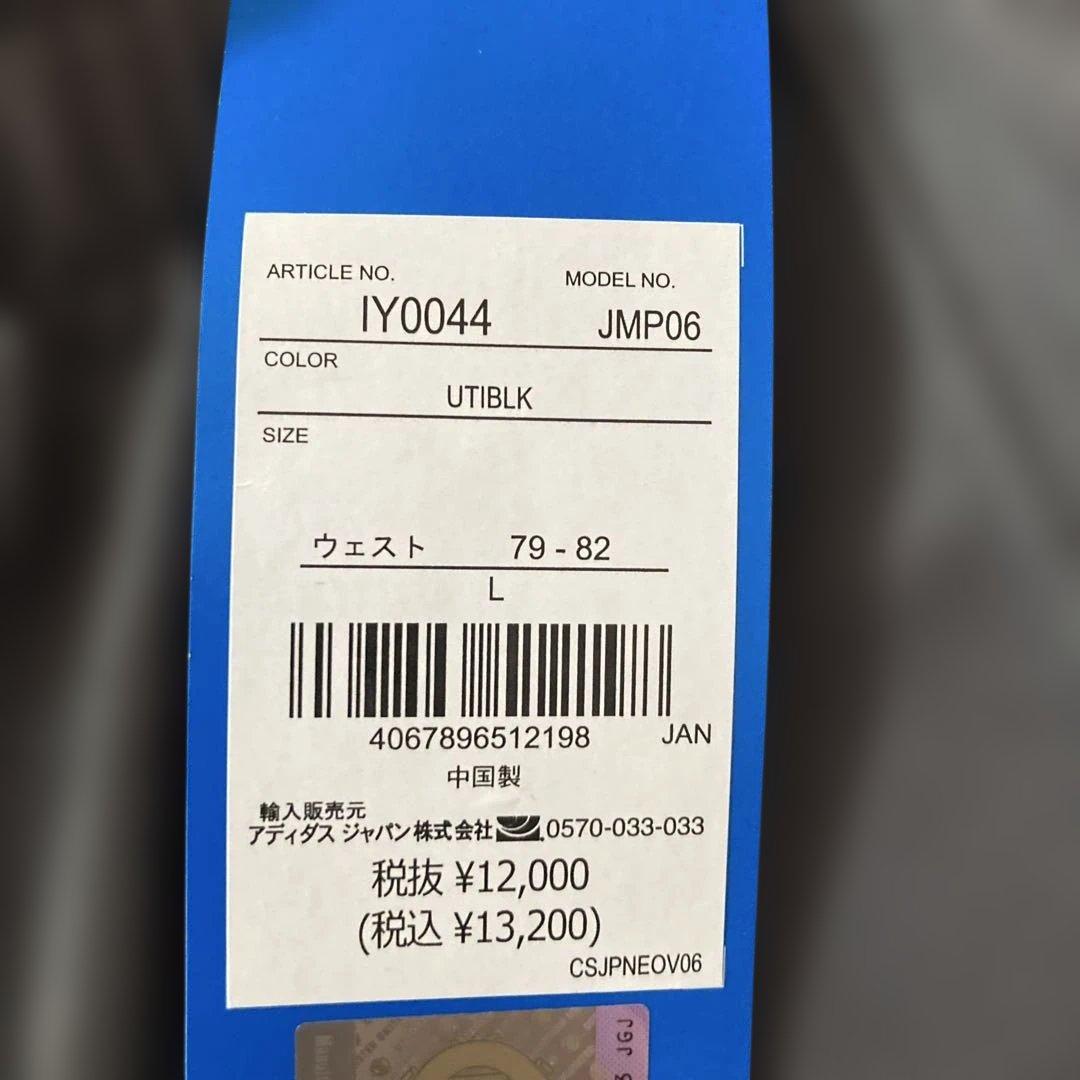 ARTICLE NO. MODEL NO.
IY0044 JMP06
COLOR
UTIBLK
SIZE
ウェスト 79 - 82
L
4067896512198 JAN
中国製
輸入販売元
アディダス ジャパン 株式会社 0570-033-033
税抜 ¥12,000
(税込 ¥13,200)
CSJPNEOV06
JGJ